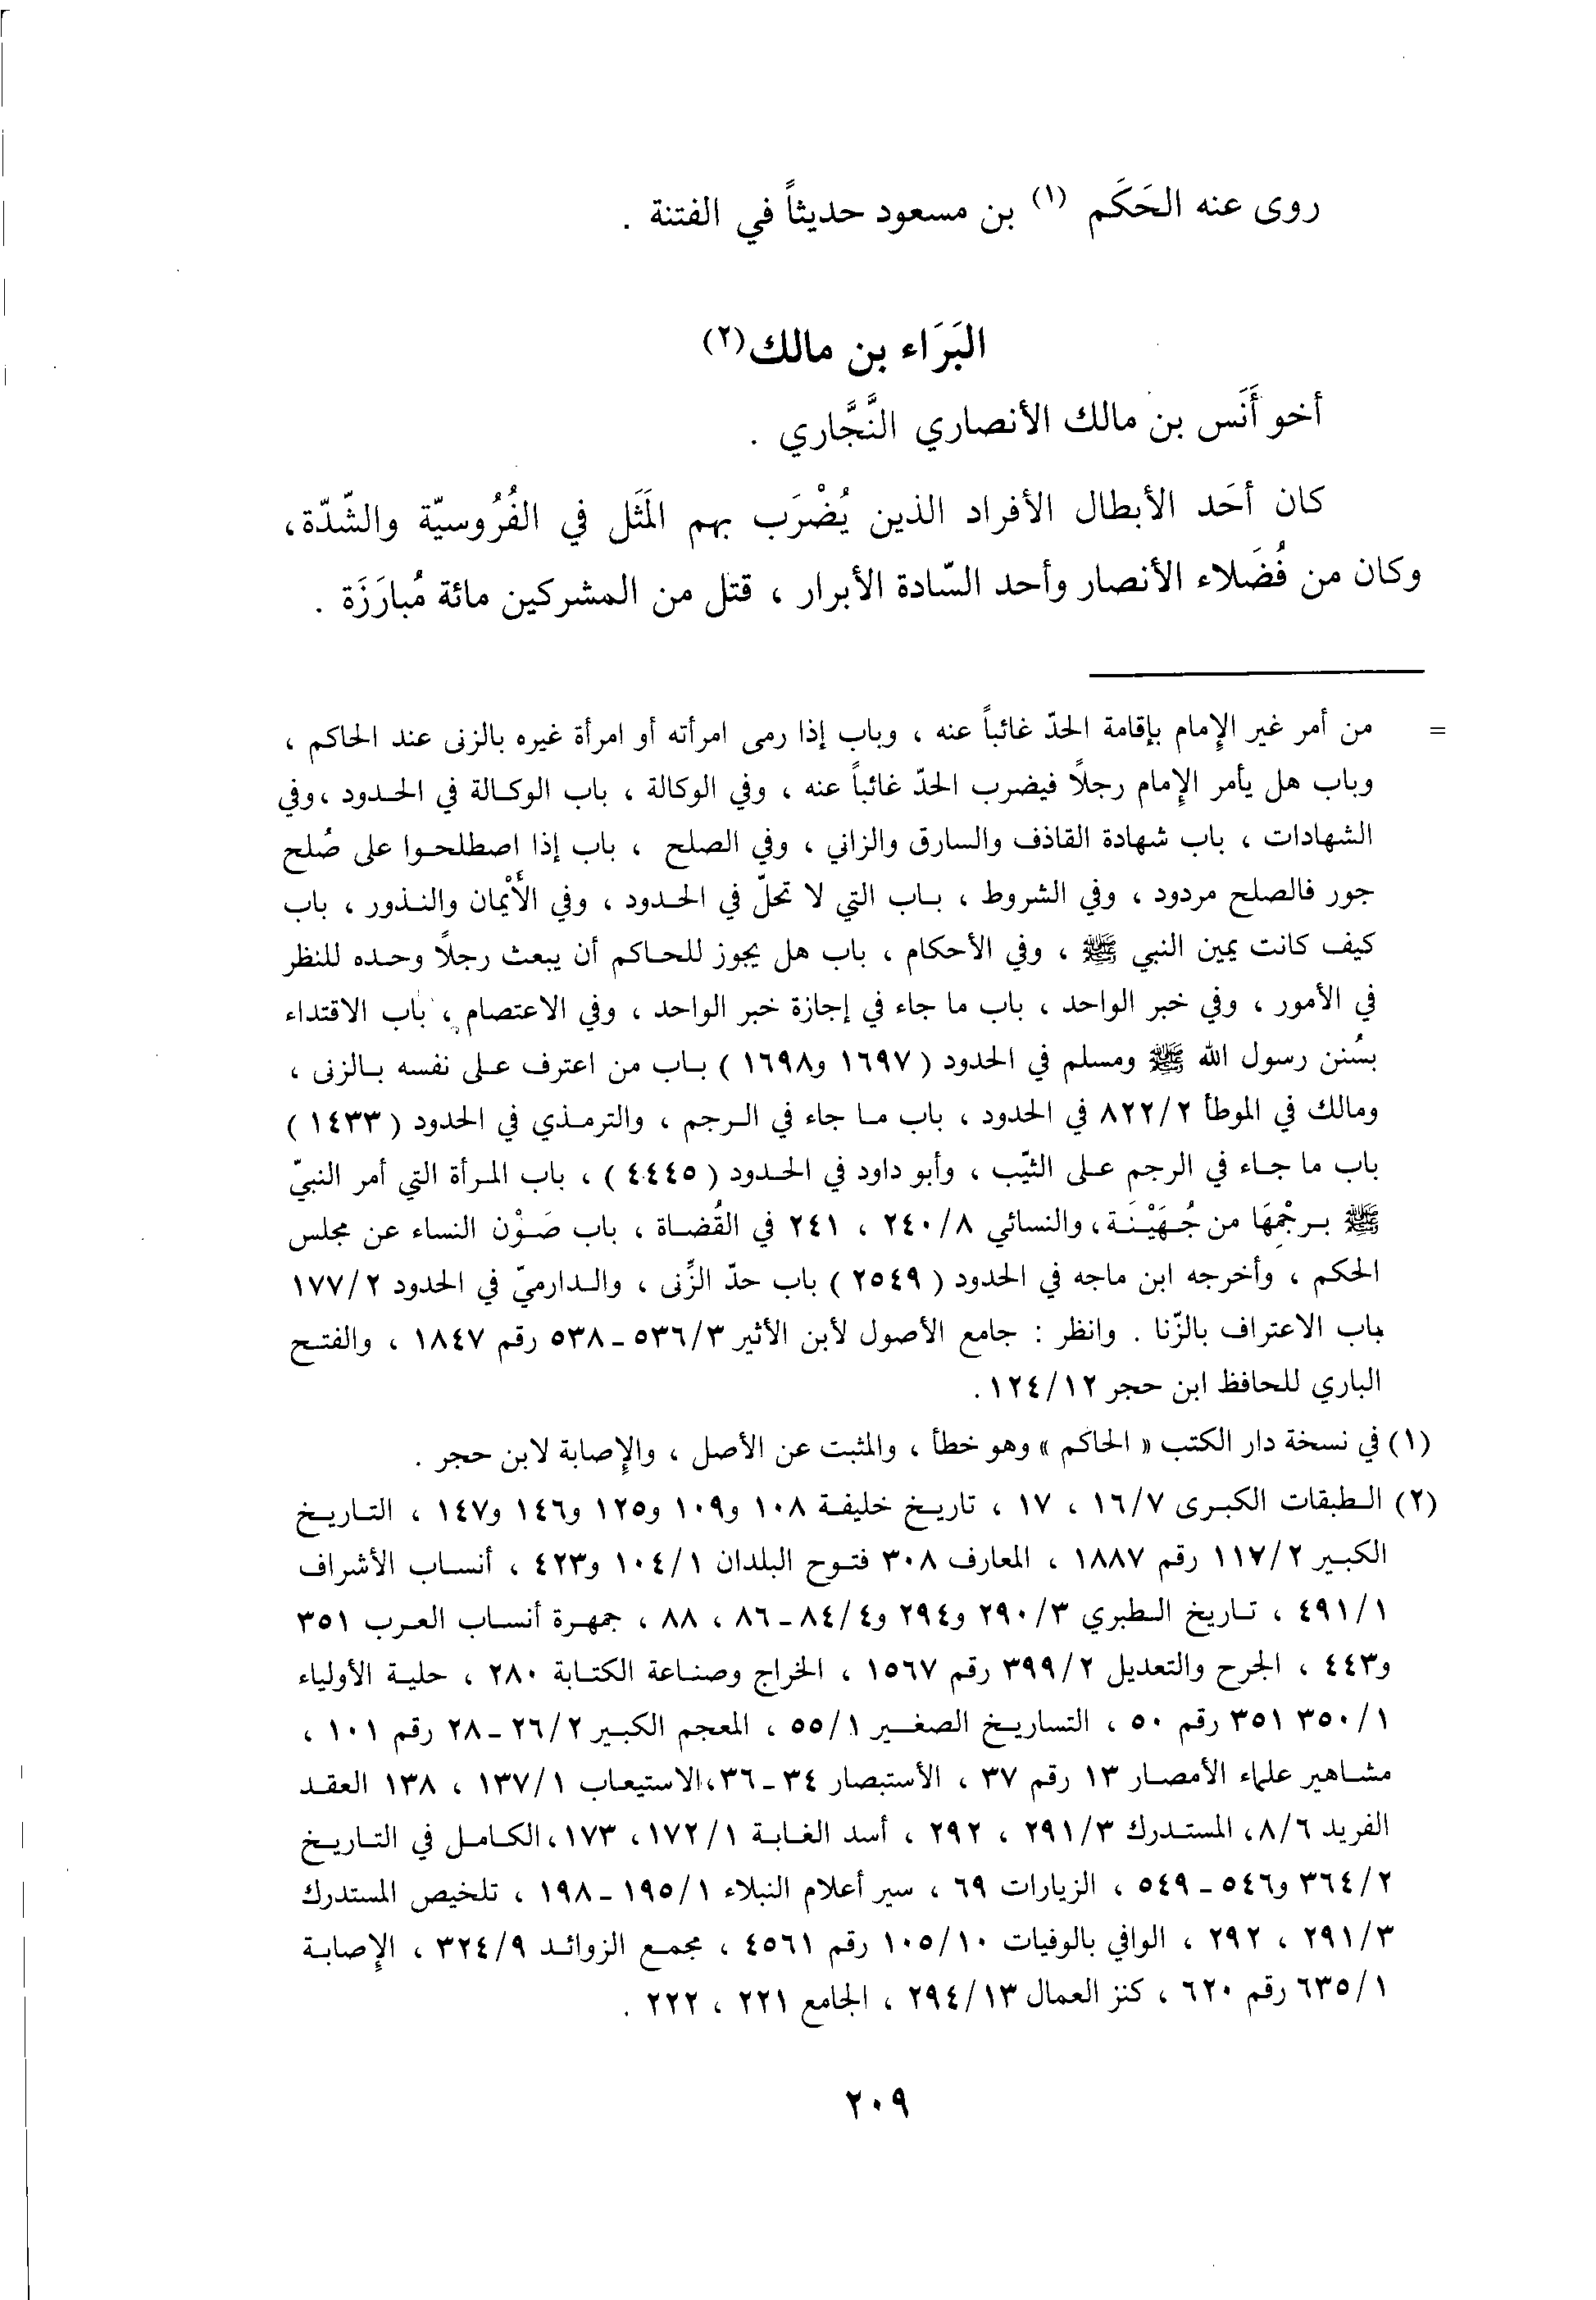 روى عنه الحَكَم (١) بن مسعود حديثاً في الفتنة .
البَرَاء بن مالك(٢)
أخو أَنَس بن مالك الأنصاري النَّجَّاري .
كان أحَد الأبطال الأفراد الذين يُضْرَب بهم المَثَل في الفُرُوسيّة والشّدّة،
وكان من فُضَلاء الأنصار وأحد السّادة الأبرار ، قتل من المشركين مائة مُبارَزَة .
= من أمر غير الإمام بإقامة الحدّ غائباً عنه ، وباب إذا رمى امرأته أو امرأة غيره بالزنى عند الحاكم ،
وباب هل يأمر الإمام رجلاً فيضرب الحدّ غائباً عنه ، وفي الوكالة ، باب الوكالة في الحدود ،وفي
الشهادات ، باب شهادة القاذف والسارق والزاني ، وفي الصلح ، باب إذا اصطلحوا على صُلح
جور فالصلح مردود ، وفي الشروط ، باب التي لا تحلّ في الحدود ، وفي الأَيْمان والنذور ، باب
كيف كانت يمين النبي ﷺ ، وفي الأحكام ، باب هل يجوز للحاكم أن يبعث رجلاً وحده للنظر
في الأمور ، وفي خبر الواحد ، باب ما جاء في إجازة خبر الواحد ، وفي الاعتصام ، باب الاقتداء
بسُنن رسول الله ﷺ ومسلم في الحدود ( ١٦٩٧ و١٦٩٨ ) باب من اعترف على نفسه بالزنى ،
ومالك في الموطأ ٨٢٢/٢ في الحدود ، باب ما جاء في الرجم ، والترمذي في الحدود ( ١٤٣٣ )
باب ما جاء في الرجم على الثيّب ، وأبو داود في الحدود ( ٤٤٤٥ ) ، باب المرأة التي أمر النبيّ
ﷺ برجْمِهَا من جُهَيْنَة، والنسائي ٢٤٠/٨ ، ٢٤١ في القُضاة ، باب صَوْن النساء عن مجلس
الحكم ، وأخرجه ابن ماجه في الحدود ( ٢٥٤٩ ) باب حدّ الزِّنى ، والدارميّ في الحدود ١٧٧/٢
باب الاعتراف بالزّنا . وانظر : جامع الأصول لأبن الأثير ٥٣٦/٣ ـ ٥٣٨ رقم ١٨٤٧ ، والفتح
الباري للحافظ ابن حجر ١٢٤/١٢ .
(١) في نسخة دار الكتب « الحاكم » وهو خطأ ، والمثبت عن الأصل ، والإصابة لابن حجر .
(٢) الطبقات الكبرى ١٦/٧ ، ١٧ ، تاريخ خليفة ١٠٨ و١٠٩ و١٢٥ و١٤٦ و١٤٧ ، التاريخ
الكبير ١١٧/٢ رقم ١٨٨٧ ، المعارف ٣٠٨ فتوح البلدان ١٠٤/١ و٤٢٣ ، أنساب الأشراف
٤٩١/١ ، تاريخ الطبري ٢٩٠/٣ و٢٩٤ و٨٤/٤ ـ ٨٦ ، ٨٨ ، جمهرة أنساب العرب ٣٥١
و٤٤٣ ، الجرح والتعديل ٣٩٩/٢ رقم ١٥٦٧ ، الخراج وصناعة الكتابة ٢٨٠ ، حلية الأولياء
٣٥٠/١ ٣٥١ رقم ٥٠ ، التساريخ الصغير ٥٥/١ ، المعجم الكبير ٢٦/٢ ـ ٢٨ رقم ١٠١ ،
مشاهير علماء الأمصار ١٣ رقم ٣٧ ، الأستبصار ٣٤ ـ ٣٦، الاستيعاب ١٣٧/١ ، ١٣٨ العقد
الفريد ٨/٦ ، المستدرك ٢٩١/٣ ، ٢٩٢ ، أسد الغابة ١٧٢/١ ، ١٧٣، الكامل في التاريخ
٣٦٤/٢ و٥٤٦ ـ ٥٤٩ ، الزيارات ٦٩ ، سير أعلام النبلاء ١٩٥/١ ـ ١٩٨ ، تلخيص المستدرك
٢٩١/٣ ، ٢٩٢ ، الوافي بالوفيات ١٠٥/١٠ رقم ٤٥٦١ ، مجمع الزوائد ٣٢٤/٩ ، الإصابة
٦٣٥/١ رقم ٦٢٠ ، كنز العمال ٢٩٤/١٣ ، الجامع ٢٢١ ، ٢٢٢ .
٢٠٩